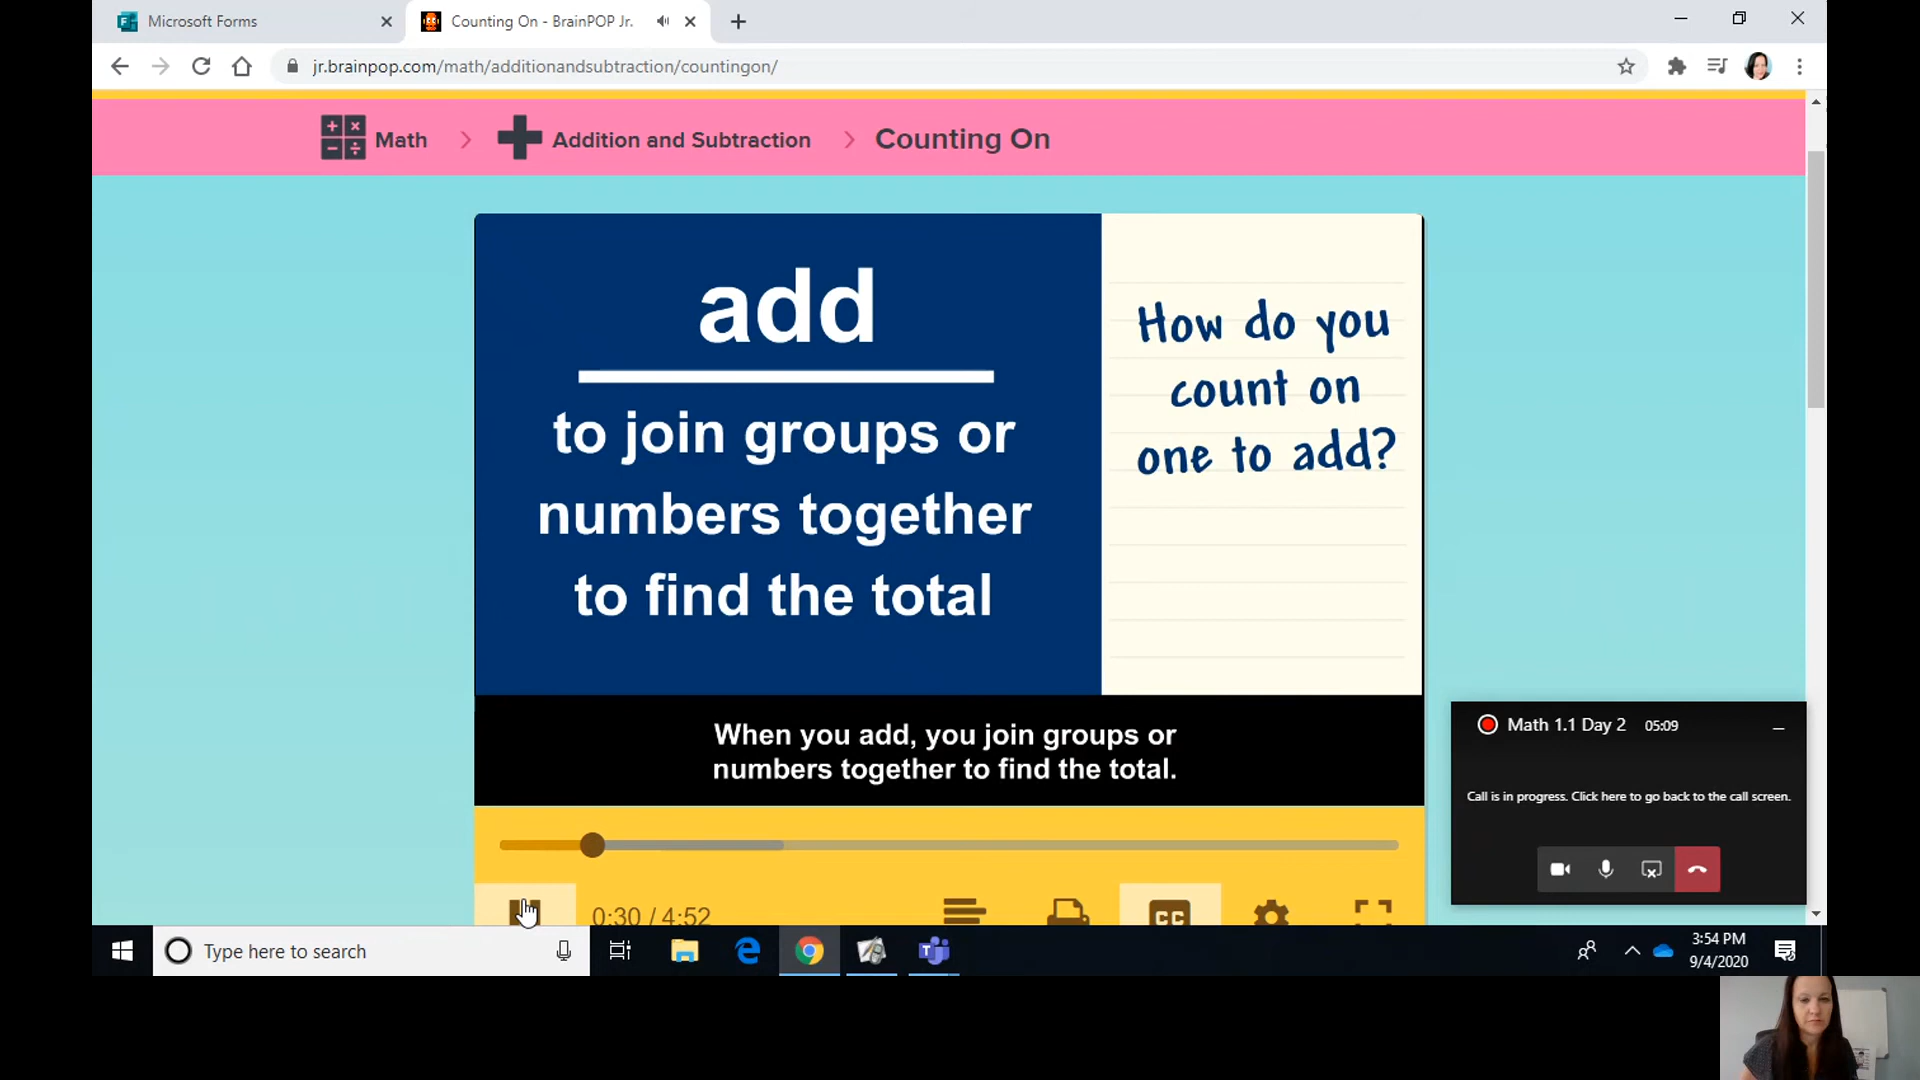 Microsoft Forms
Counting On - BrainPOP Jr.
jr.brainpop.com/math/additionandsubtraction/countingon/
Math
Addition and Subtraction
Counting On
add
to join groups or
numbers together
to find the total
How do you
count on
one to add?
When you add, you join groups or
numbers together to find the total.
Math 1.1 Day 2 05:09
Call is in progress. Click here to go back to the call screen.
0:30 / 4:52
CC
Type here to search
3:54 PM
9/4/2020